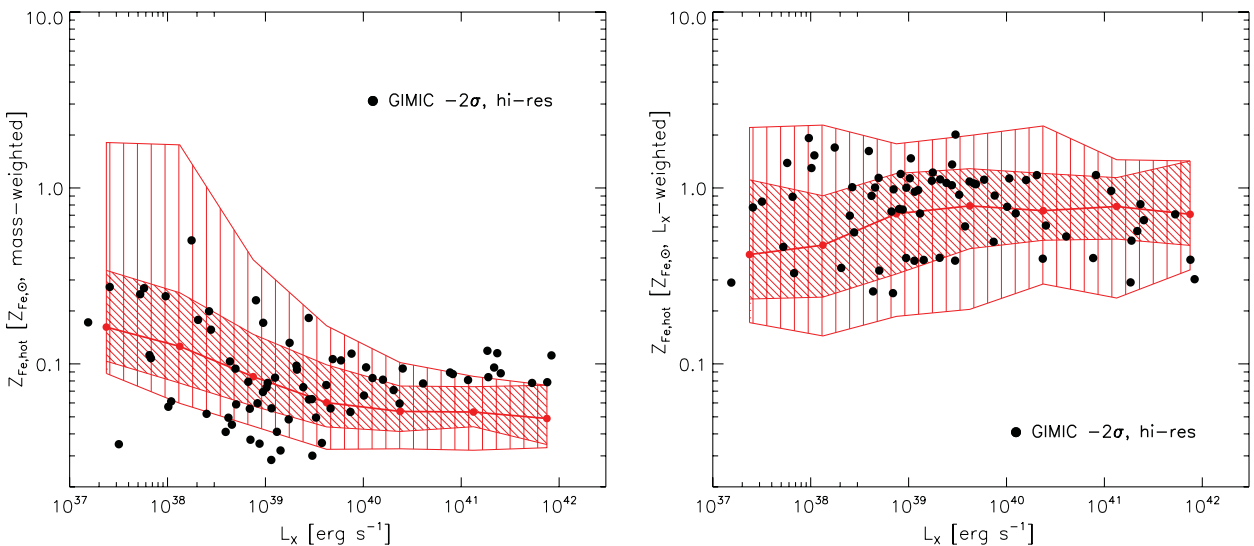 10.0
1.0
0.1
Z_Fe,hot [Z_Fe,⊙, mass-weighted]
GIMIC -2σ, hi-res
10^37 10^38 10^39 10^40 10^41 10^42
L_X [erg s^-1]
10.0
1.0
0.1
Z_Fe,hot [Z_Fe,⊙, L_X-weighted]
GIMIC -2σ, hi-res
10^37 10^38 10^39 10^40 10^41 10^42
L_X [erg s^-1]